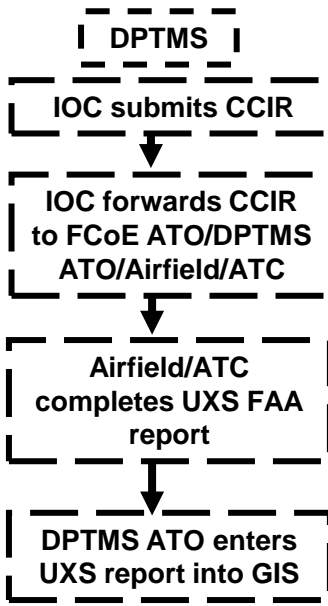 DPTMS
IOC submits CCIR
IOC forwards CCIR
to FCoE ATO/DPTMS
ATO/Airfield/ATC
Airfield/ATC
completes UXS FAA
report
DPTMS ATO enters
UXS report into GIS